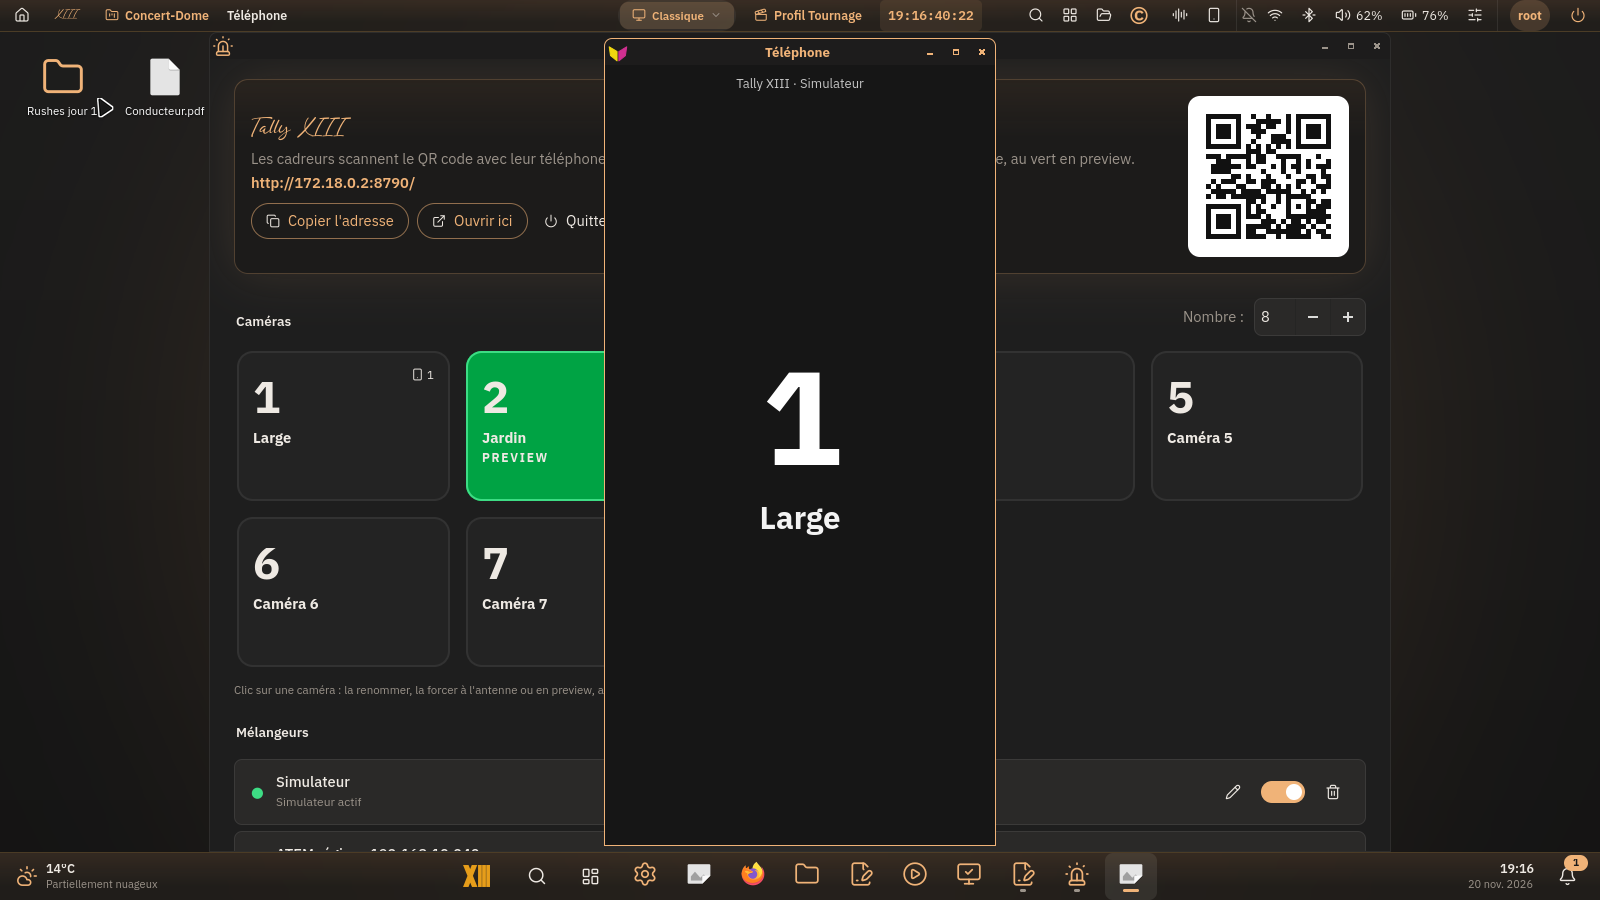 XIII
Concert-Dome
Téléphone
Classique
Profil Tournage
19:16:40:22
62%
76%
root
Rushes jour 1
Conducteur.pdf
Téléphone
Tally XIII · Simulateur
Tally XIII
Les cadreurs scannent le QR code avec leur téléphone
e, au vert en preview.
http://172.18.0.2:8790/
Copier l'adresse
Ouvrir ici
Quitte
Caméras
Nombre :
8
1
1
Large
2
Jardin
PREVIEW
1
Large
5
Caméra 5
6
Caméra 6
7
Caméra 7
Clic sur une caméra : la renommer, la forcer à l'antenne ou en preview, a
Mélangeurs
Simulateur
Simulateur actif
14°C
Partiellement nuageux
XIII
19:16
20 nov. 2026
1